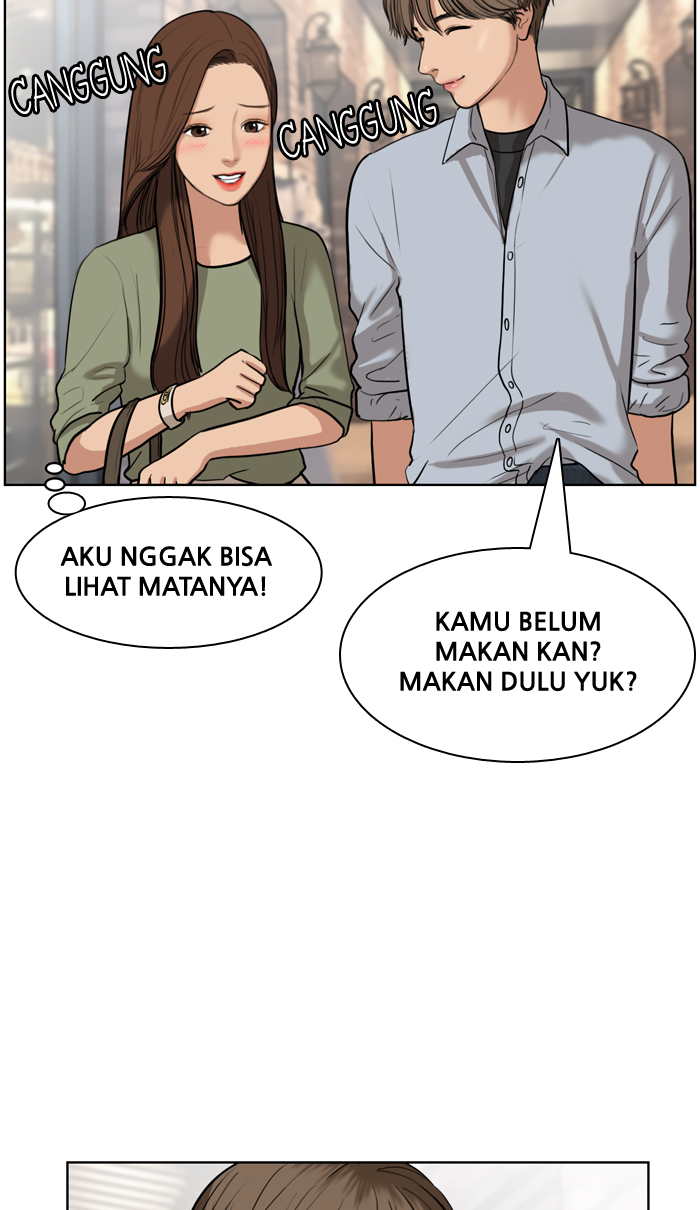 CANGGUNG
CANGGUNG
AKU NGGAK BISA
LIHAT MATANYA!
KAMU BELUM
MAKAN KAN?
MAKAN DULU YUK?